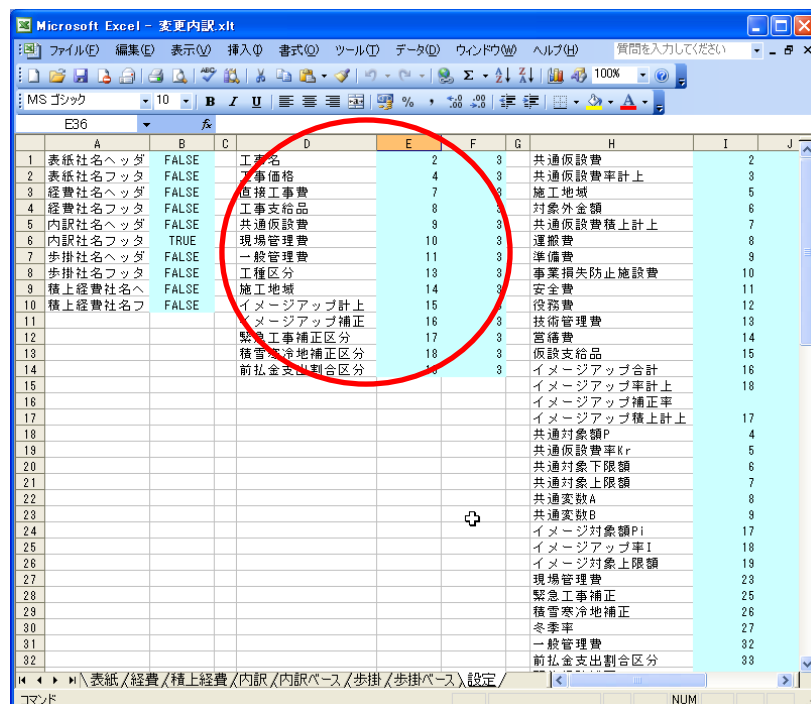 Microsoft Excel - 変更内訳.xlt
ファイル(F) 編集(E) 表示(V) 挿入(I) 書式(O) ツール(T) データ(D) ウィンドウ(W) ヘルプ(H) 質問を入力してください
100%
MS ゴシック 10 B I U
E36 fx
A B C D E F G H I J
1 表紙社名ヘッダ FALSE 工事名 2 3 共通仮設費 2
2 表紙社名フッタ FALSE 工事価格 4 3 共通仮設費率計上 3
3 経費社名ヘッダ FALSE 直接工事費 7 3 施工地域 5
4 経費社名フッタ FALSE 工事支給品 8 3 対象外金額 6
5 内訳社名ヘッダ FALSE 共通仮設費 9 3 共通仮設費積上計上 7
6 内訳社名フッタ TRUE 現場管理費 10 3 運搬費 8
7 歩掛社名ヘッダ FALSE 一般管理費 11 3 準備費 9
8 歩掛社名フッタ FALSE 工種区分 13 3 事業損失防止施設費 10
9 積上経費社名ヘ FALSE 施工地域 14 3 安全費 11
10 積上経費社名フ FALSE イメージアップ計上 15 3 役務費 12
11 イメージアップ補正 16 3 技術管理費 13
12 緊急工事補正区分 17 3 営繕費 14
13 積雪寒冷地補正区分 18 3 仮設支給品 15
14 前払金支出割合区分 3 イメージアップ合計 16
15 イメージアップ率計上 18
16 イメージアップ補正率
17 イメージアップ積上計上 17
18 共通対象額P 4
19 共通仮設費率Kr 5
20 共通対象下限額 6
21 共通対象上限額 7
22 共通変数A 8
23 共通変数B 9
24 イメージ対象額Pi 17
25 イメージアップ率I 18
26 イメージ対象上限額 19
27 現場管理費 23
28 緊急工事補正 25
29 積雪寒冷地補正 26
30 冬季率 27
31 一般管理費 32
32 前払金支出割合区分 33
表紙 経費 積上経費 内訳 内訳ベース 歩掛 歩掛ベース 設定
コマンド NUM